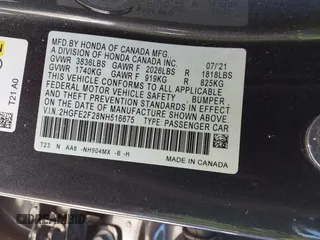 MFD. BY HONDA OF CANADA MFG.,
A DIVISION OF HONDA CANADA INC. 07/21
GVWR 3836LBS GAWR F 2026LBS R 1818LBS
GVWR 1740KG GAWR F 919KG R 825KG
THIS VEHICLE CONFORMS TO ALL APPLICABLE
FEDERAL MOTOR VEHICLE SAFETY, BUMPER,
AND THEFT PREVENTION STANDARDS IN EFFECT
ON THE DATE OF MANUFACTURE SHOWN ABOVE.
V.I.N: 2HGFE2F28NH516675 TYPE: PASSENGER CAR
T23 N AA8 -NH904MX -B -H
MADE IN CANADA
T21 A0
DREAMBID